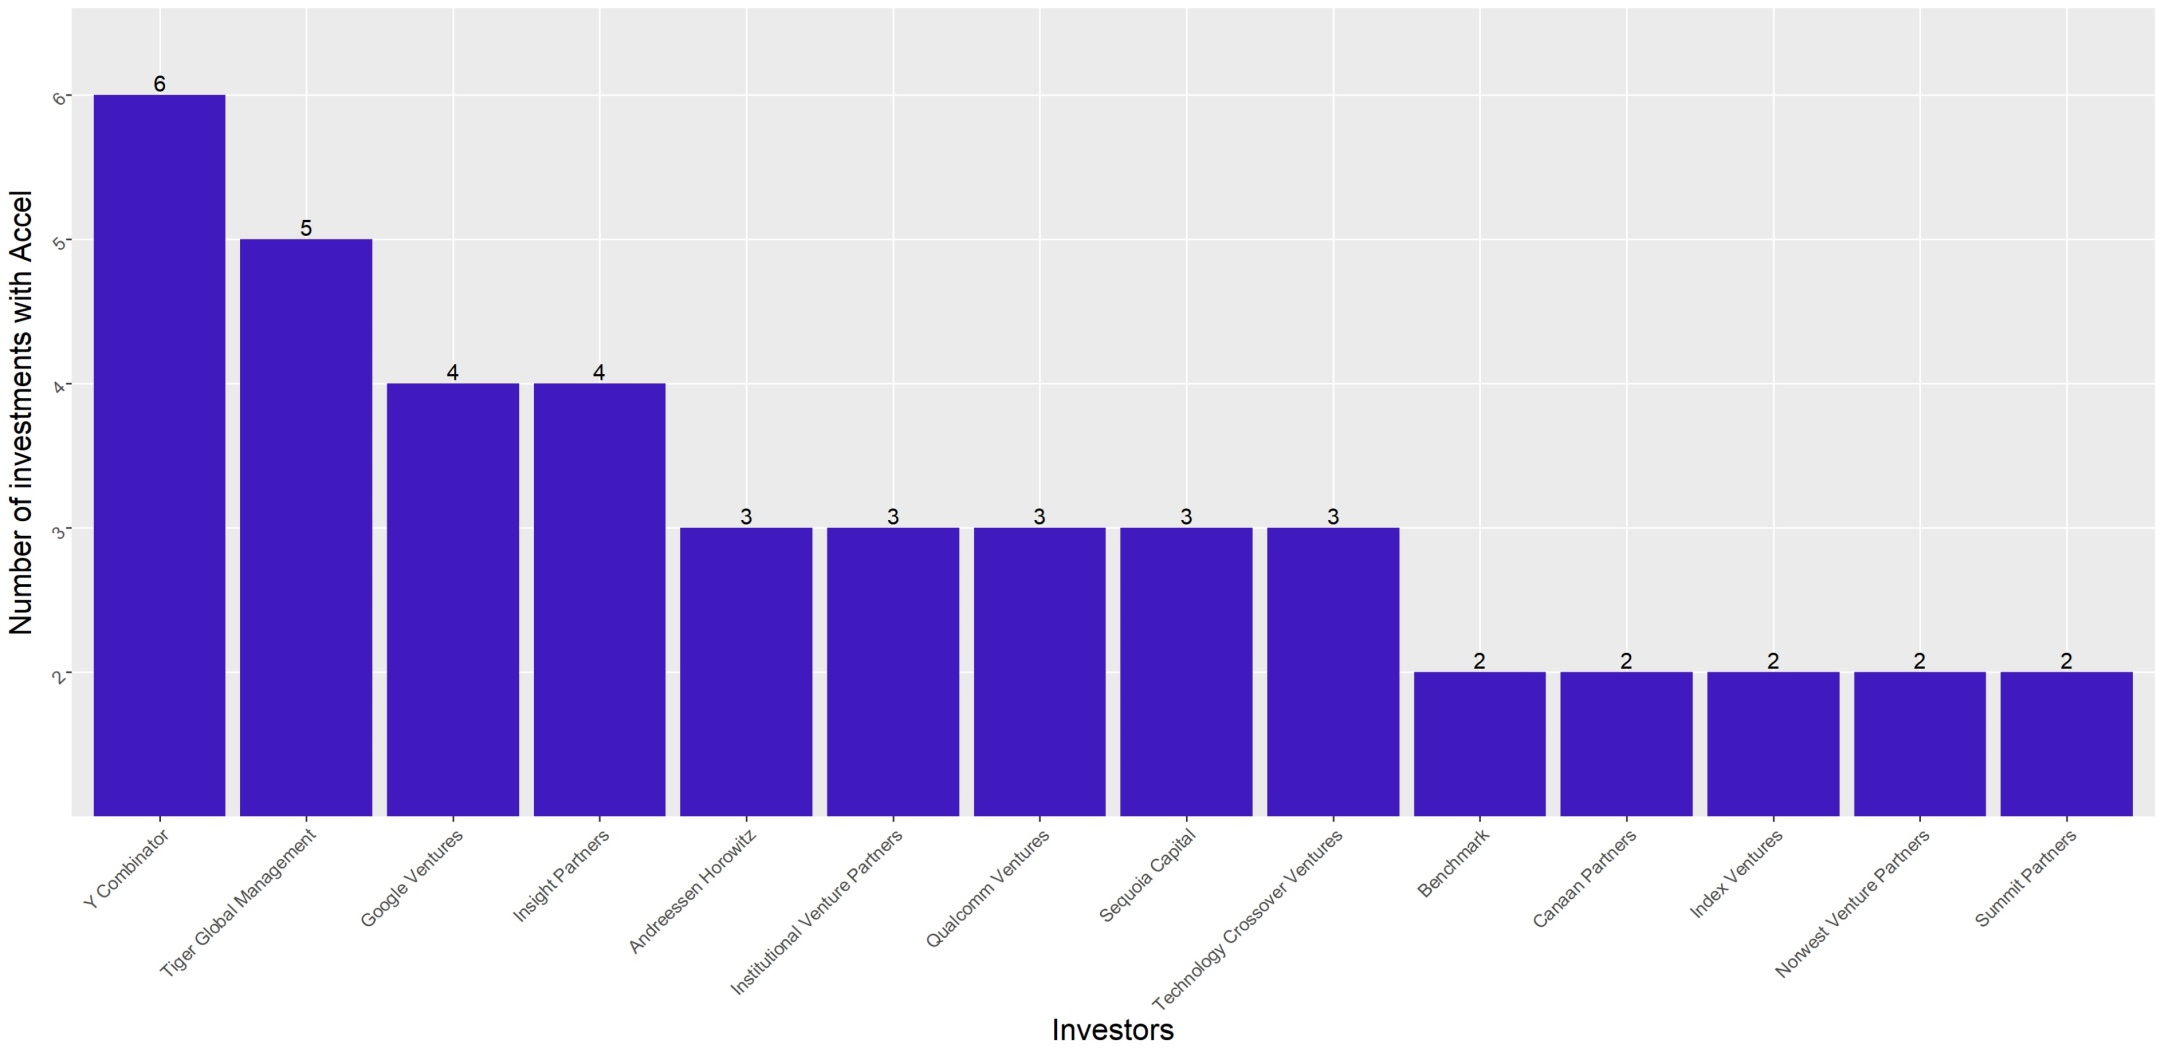 Number of investments with Accel
6
5
4
3
2
6
5
4
4
3
3
3
3
3
2
2
2
2
2
Y Combinator
Tiger Global Management
Google Ventures
Insight Partners
Andreessen Horowitz
Institutional Venture Partners
Qualcomm Ventures
Sequoia Capital
Technology Crossover Ventures
Benchmark
Canaan Partners
Index Ventures
Norwest Venture Partners
Summit Partners
Investors